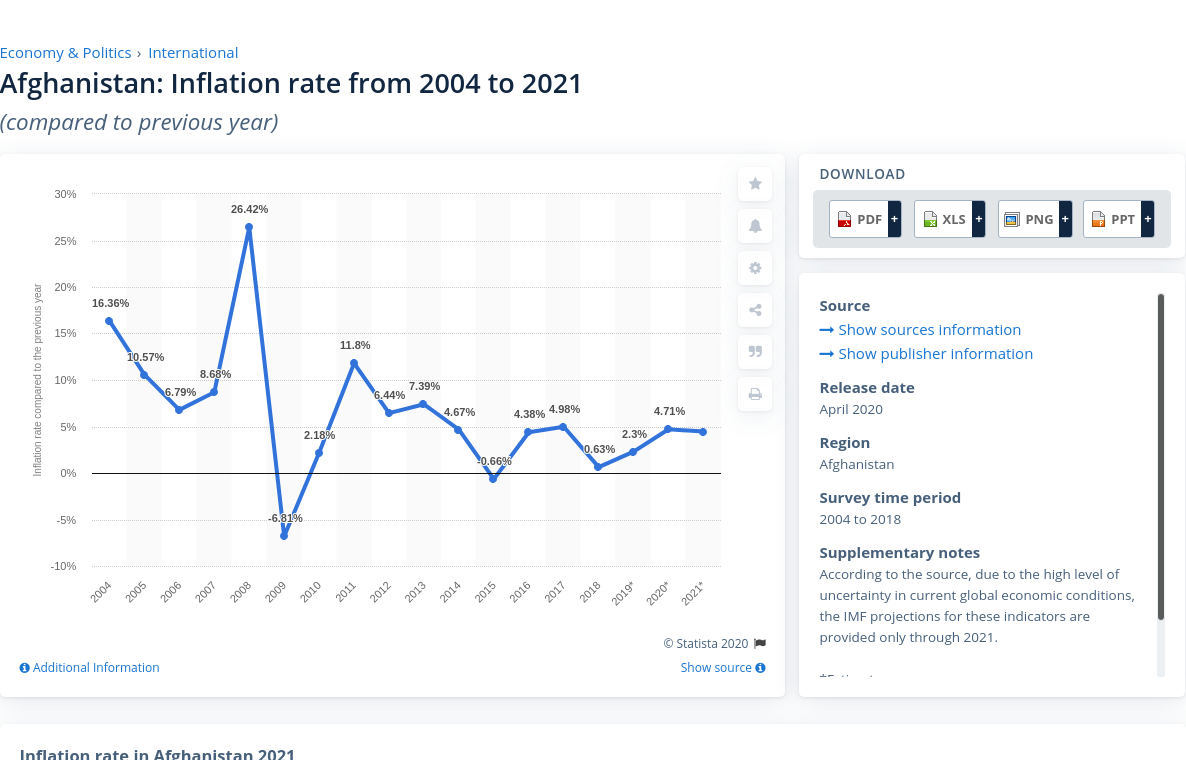 Economy & Politics › International
Afghanistan: Inflation rate from 2004 to 2021
(compared to previous year)
Inflation rate compared to the previous year
30%
25%
20%
15%
10%
5%
0%
-5%
-10%
16.36%
10.57%
6.79%
8.68%
26.42%
-6.81%
2.18%
11.8%
6.44%
7.39%
4.67%
-0.66%
4.38%
4.98%
0.63%
2.3%
4.71%
2004
2005
2006
2007
2008
2009
2010
2011
2012
2013
2014
2015
2016
2017
2018
2019*
2020*
2021*
© Statista 2020
Additional Information
Show source
DOWNLOAD
PDF + XLS + PNG + PPT +
Source
Show sources information
Show publisher information
Release date
April 2020
Region
Afghanistan
Survey time period
2004 to 2018
Supplementary notes
According to the source, due to the high level of
uncertainty in current global economic conditions,
the IMF projections for these indicators are
provided only through 2021.
Inflation rate in Afghanistan 2021